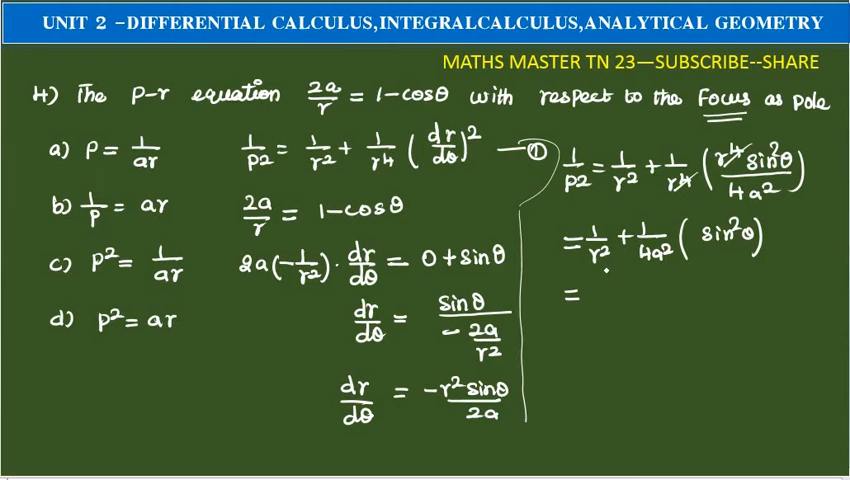 UNIT 2 –DIFFERENTIAL CALCULUS,INTEGRALCALCULUS,ANALYTICAL GEOMETRY
MATHS MASTER TN 23—SUBSCRIBE--SHARE
4) The P-r equation 2a/r = 1-cosθ with respect to the Focus as pole
a) P = 1/ar
b) 1/P = ar
c) P² = 1/ar
d) P² = ar
1/P2 = 1/r² + 1/r⁴ (dr/dθ)² —①
2a/r = 1-cosθ
2a(-1/r²) · dr/dθ = 0 + sinθ
dr/dθ = sinθ / -2a/r2
dr/dθ = -r² sinθ/2a
1/P2 = 1/r2 + 1/r4 (r4 sin²θ/4a²)
= 1/r2 + 1/4a² (sin²θ)
=